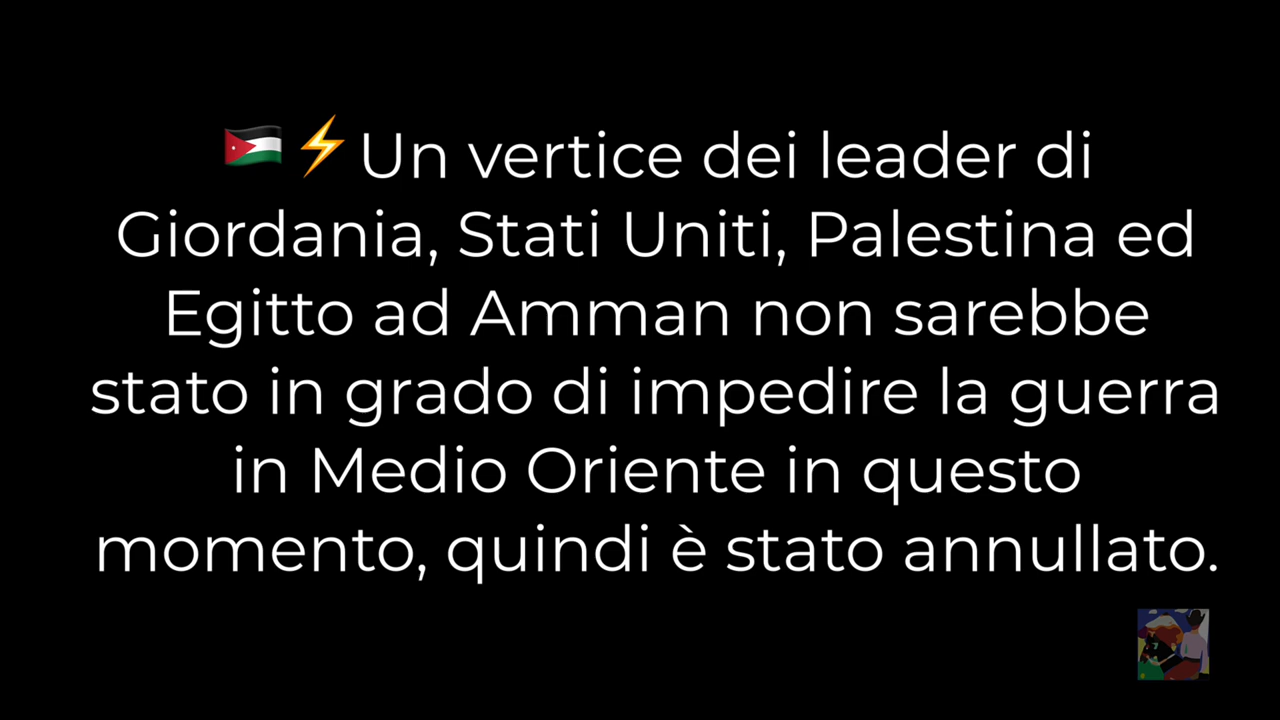 🇯🇴⚡Un vertice dei leader di
Giordania, Stati Uniti, Palestina ed
Egitto ad Amman non sarebbe
stato in grado di impedire la guerra
in Medio Oriente in questo
momento, quindi è stato annullato.